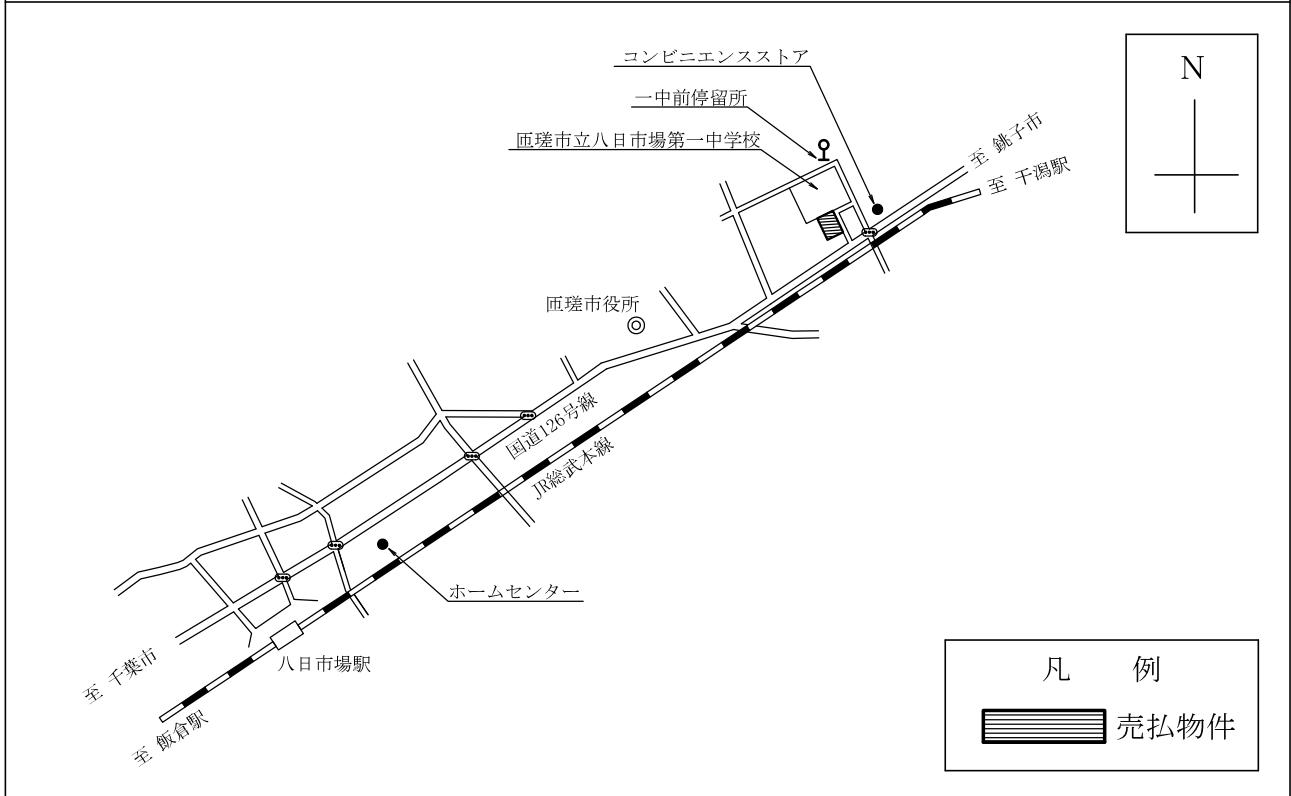 コンビニエンスストア
N
一中前停留所
匝瑳市立八日市場第一中学校
至 銚子市
至 干潟駅
匝瑳市役所
国道126号線
JR総武本線
ホームセンター
八日市場駅
至 千葉市
至 飯倉駅
凡 例
売払物件